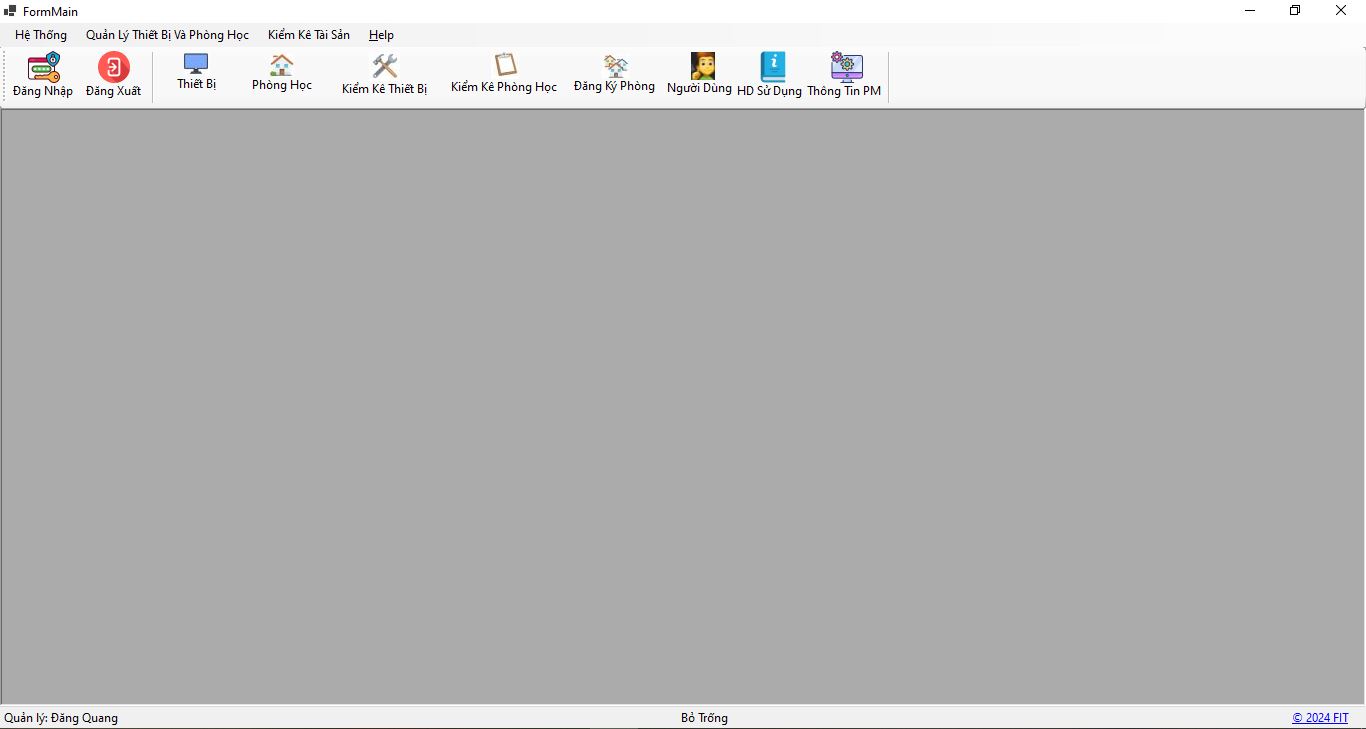 FormMain
Hệ Thống Quản Lý Thiết Bị Và Phòng Học Kiểm Kê Tài Sản Help
Đăng Nhập Đăng Xuất Thiết Bị Phòng Học Kiểm Kê Thiết Bị Kiểm Kê Phòng Học Đăng Ký Phòng Người Dùng HD Sử Dụng Thông Tin PM
Quản lý: Đăng Quang Bỏ Trống © 2024 FIT